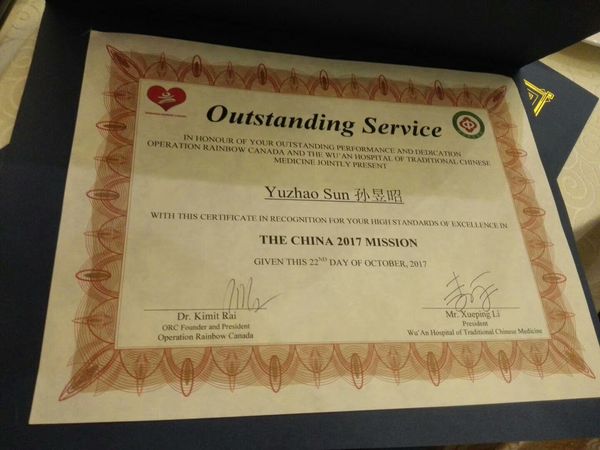 Outstanding Service
IN HONOUR OF YOUR OUTSTANDING PERFORMANCE AND DEDICATION
OPERATION RAINBOW CANADA AND THE WU'AN HOSPITAL OF TRADITIONAL CHINESE
MEDICINE JOINTLY PRESENT
Yuzhao Sun 孙昱昭
WITH THIS CERTIFICATE IN RECOGNITION FOR YOUR HIGH STANDARDS OF EXCELLENCE IN
THE CHINA 2017 MISSION
GIVEN THIS 22ND DAY OF OCTOBER, 2017
Dr. Kimit Rai
ORC Founder and President
Operation Rainbow Canada
Mr. Xueping Li
President
Wu'An Hospital of Traditional Chinese Medicine